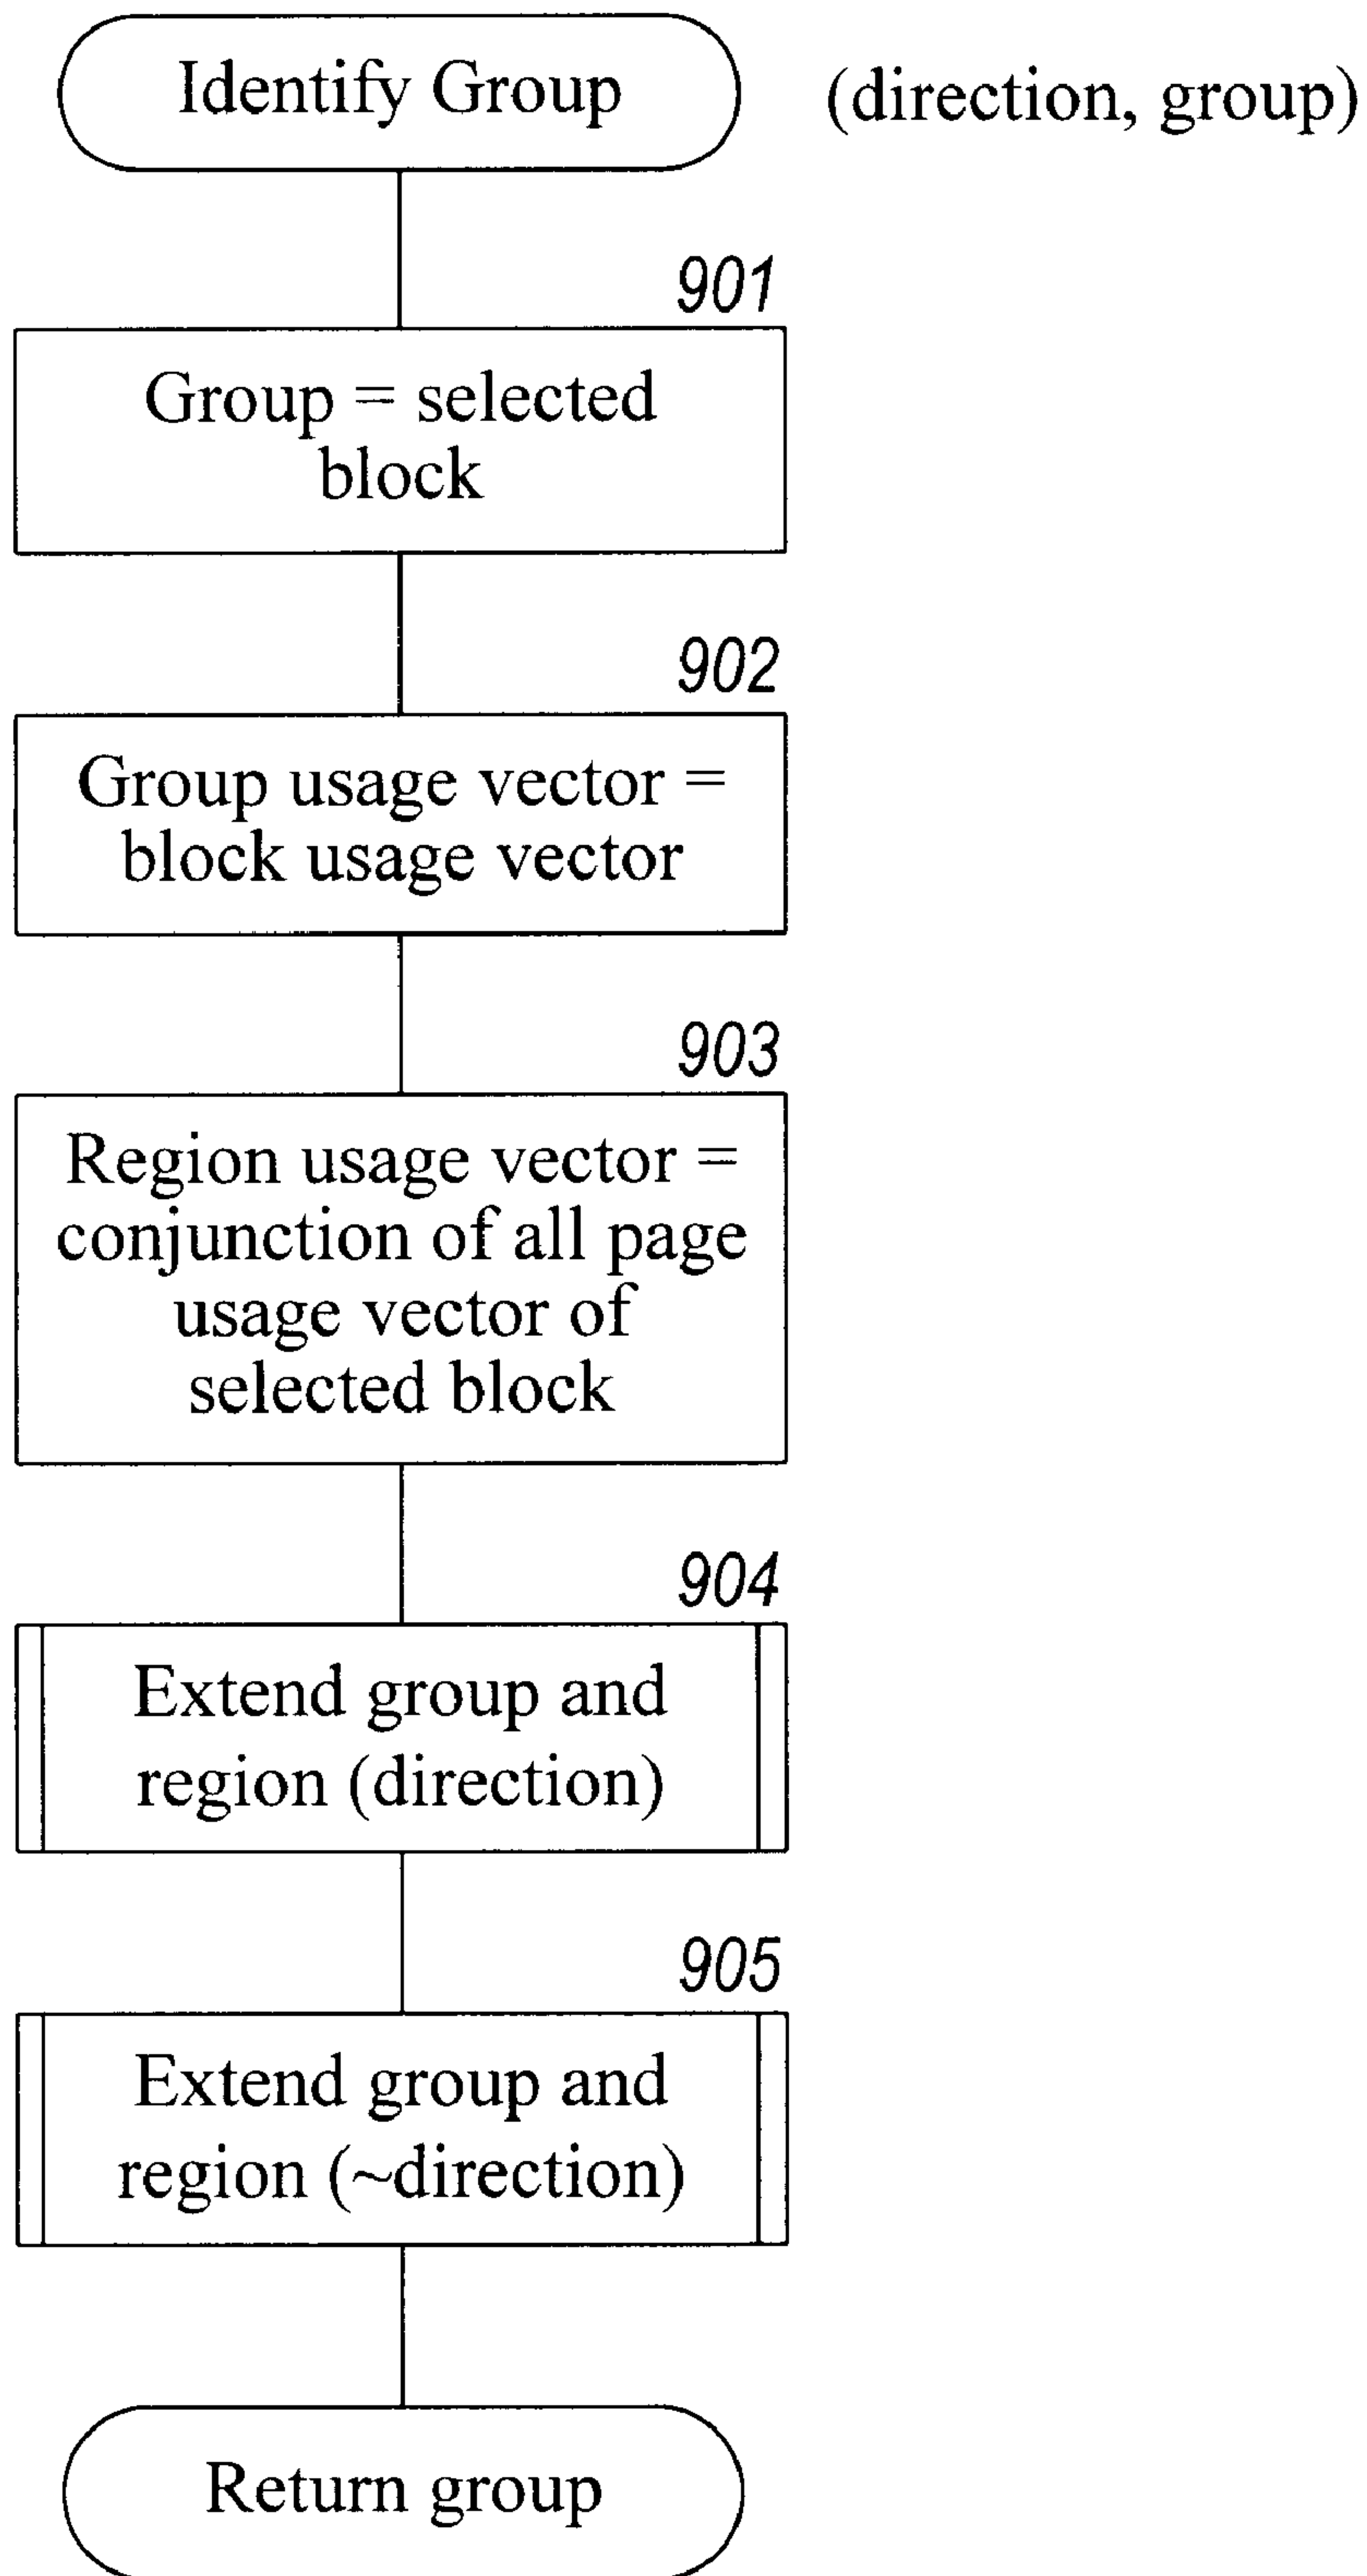 Identify Group
(direction, group)
901
Group = selected
block
902
Group usage vector =
block usage vector
903
Region usage vector =
conjunction of all page
usage vector of
selected block
904
Extend group and
region (direction)
905
Extend group and
region (~direction)
Return group